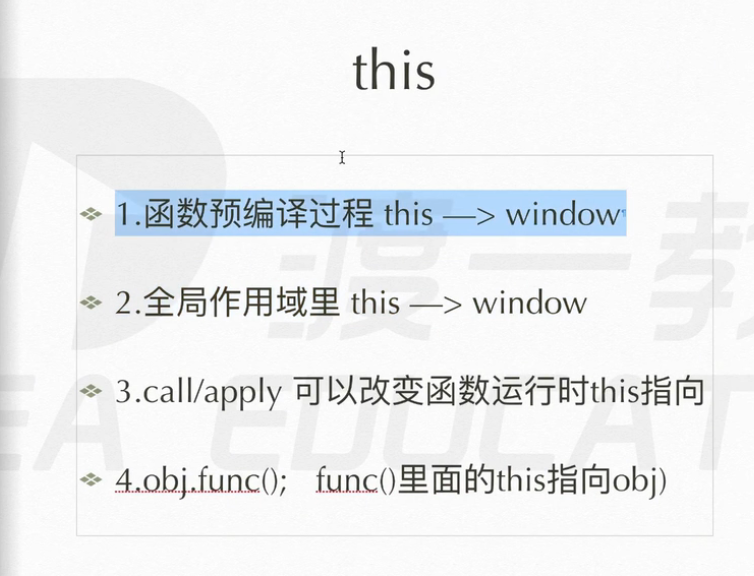 this
1.函数预编译过程 this —> window
2.全局作用域里 this —> window
3.call/apply 可以改变函数运行时this指向
4.obj.func(); func()里面的this指向obj)
渡一教
EA EDUCAT